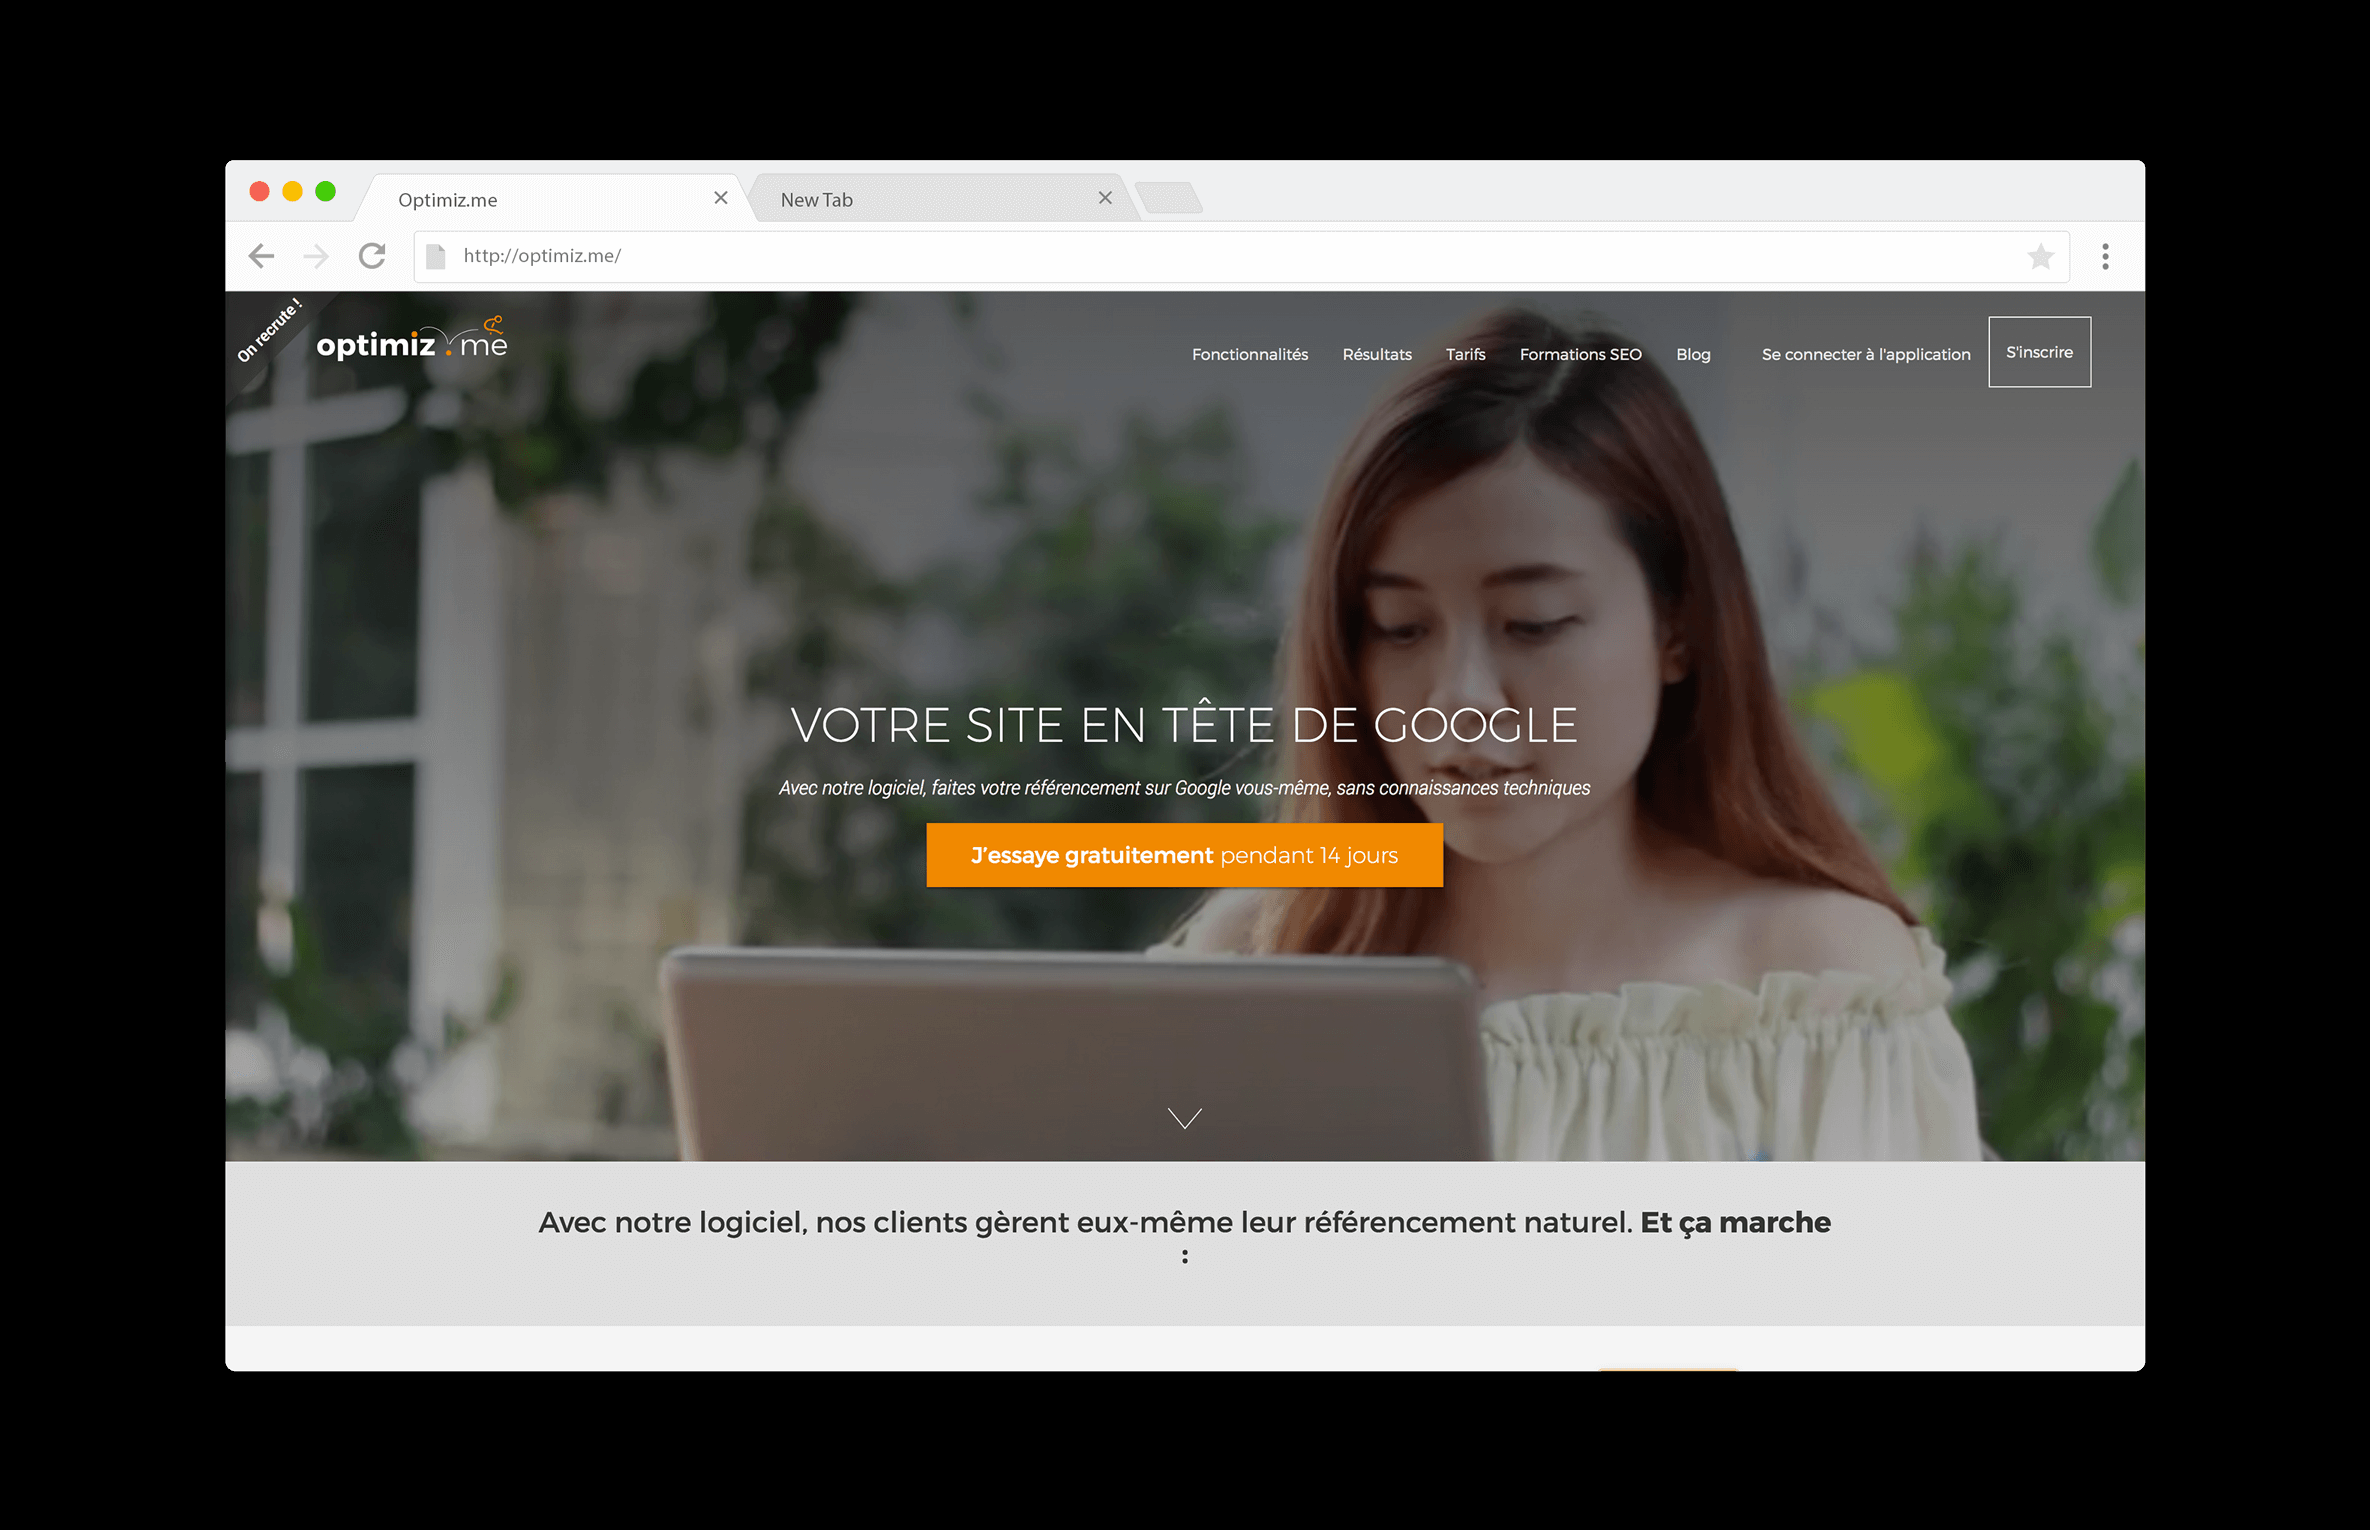 Optimiz.me
New Tab
http://optimiz.me/
On recrute !
optimiz.me
Fonctionnalités
Résultats
Tarifs
Formations SEO
Blog
Se connecter à l'application
S'inscrire
VOTRE SITE EN TÊTE DE GOOGLE
Avec notre logiciel, faites votre référencement sur Google vous-même, sans connaissances techniques
J'essaye gratuitement pendant 14 jours
Avec notre logiciel, nos clients gèrent eux-même leur référencement naturel. Et ça marche
: